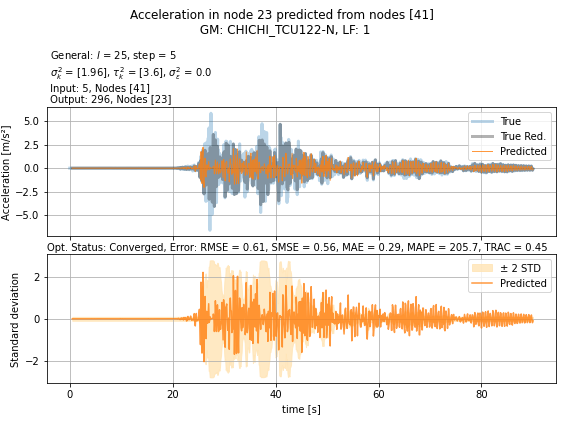 Acceleration in node 23 predicted from nodes [41]
GM: CHICHI_TCU122-N, LF: 1
General: l = 25, step = 5
σ²ₖ = [1.96], τ²ₖ = [3.6], σ²ε = 0.0
Input: 5, Nodes [41]
Output: 296, Nodes [23]
Acceleration [m/s²]
5.0
2.5
0.0
−2.5
−5.0
True
True Red.
Predicted
Opt. Status: Converged, Error: RMSE = 0.61, SMSE = 0.56, MAE = 0.29, MAPE = 205.7, TRAC = 0.45
Standard deviation
2
0
−2
± 2 STD
Predicted
0
20
40
60
80
time [s]